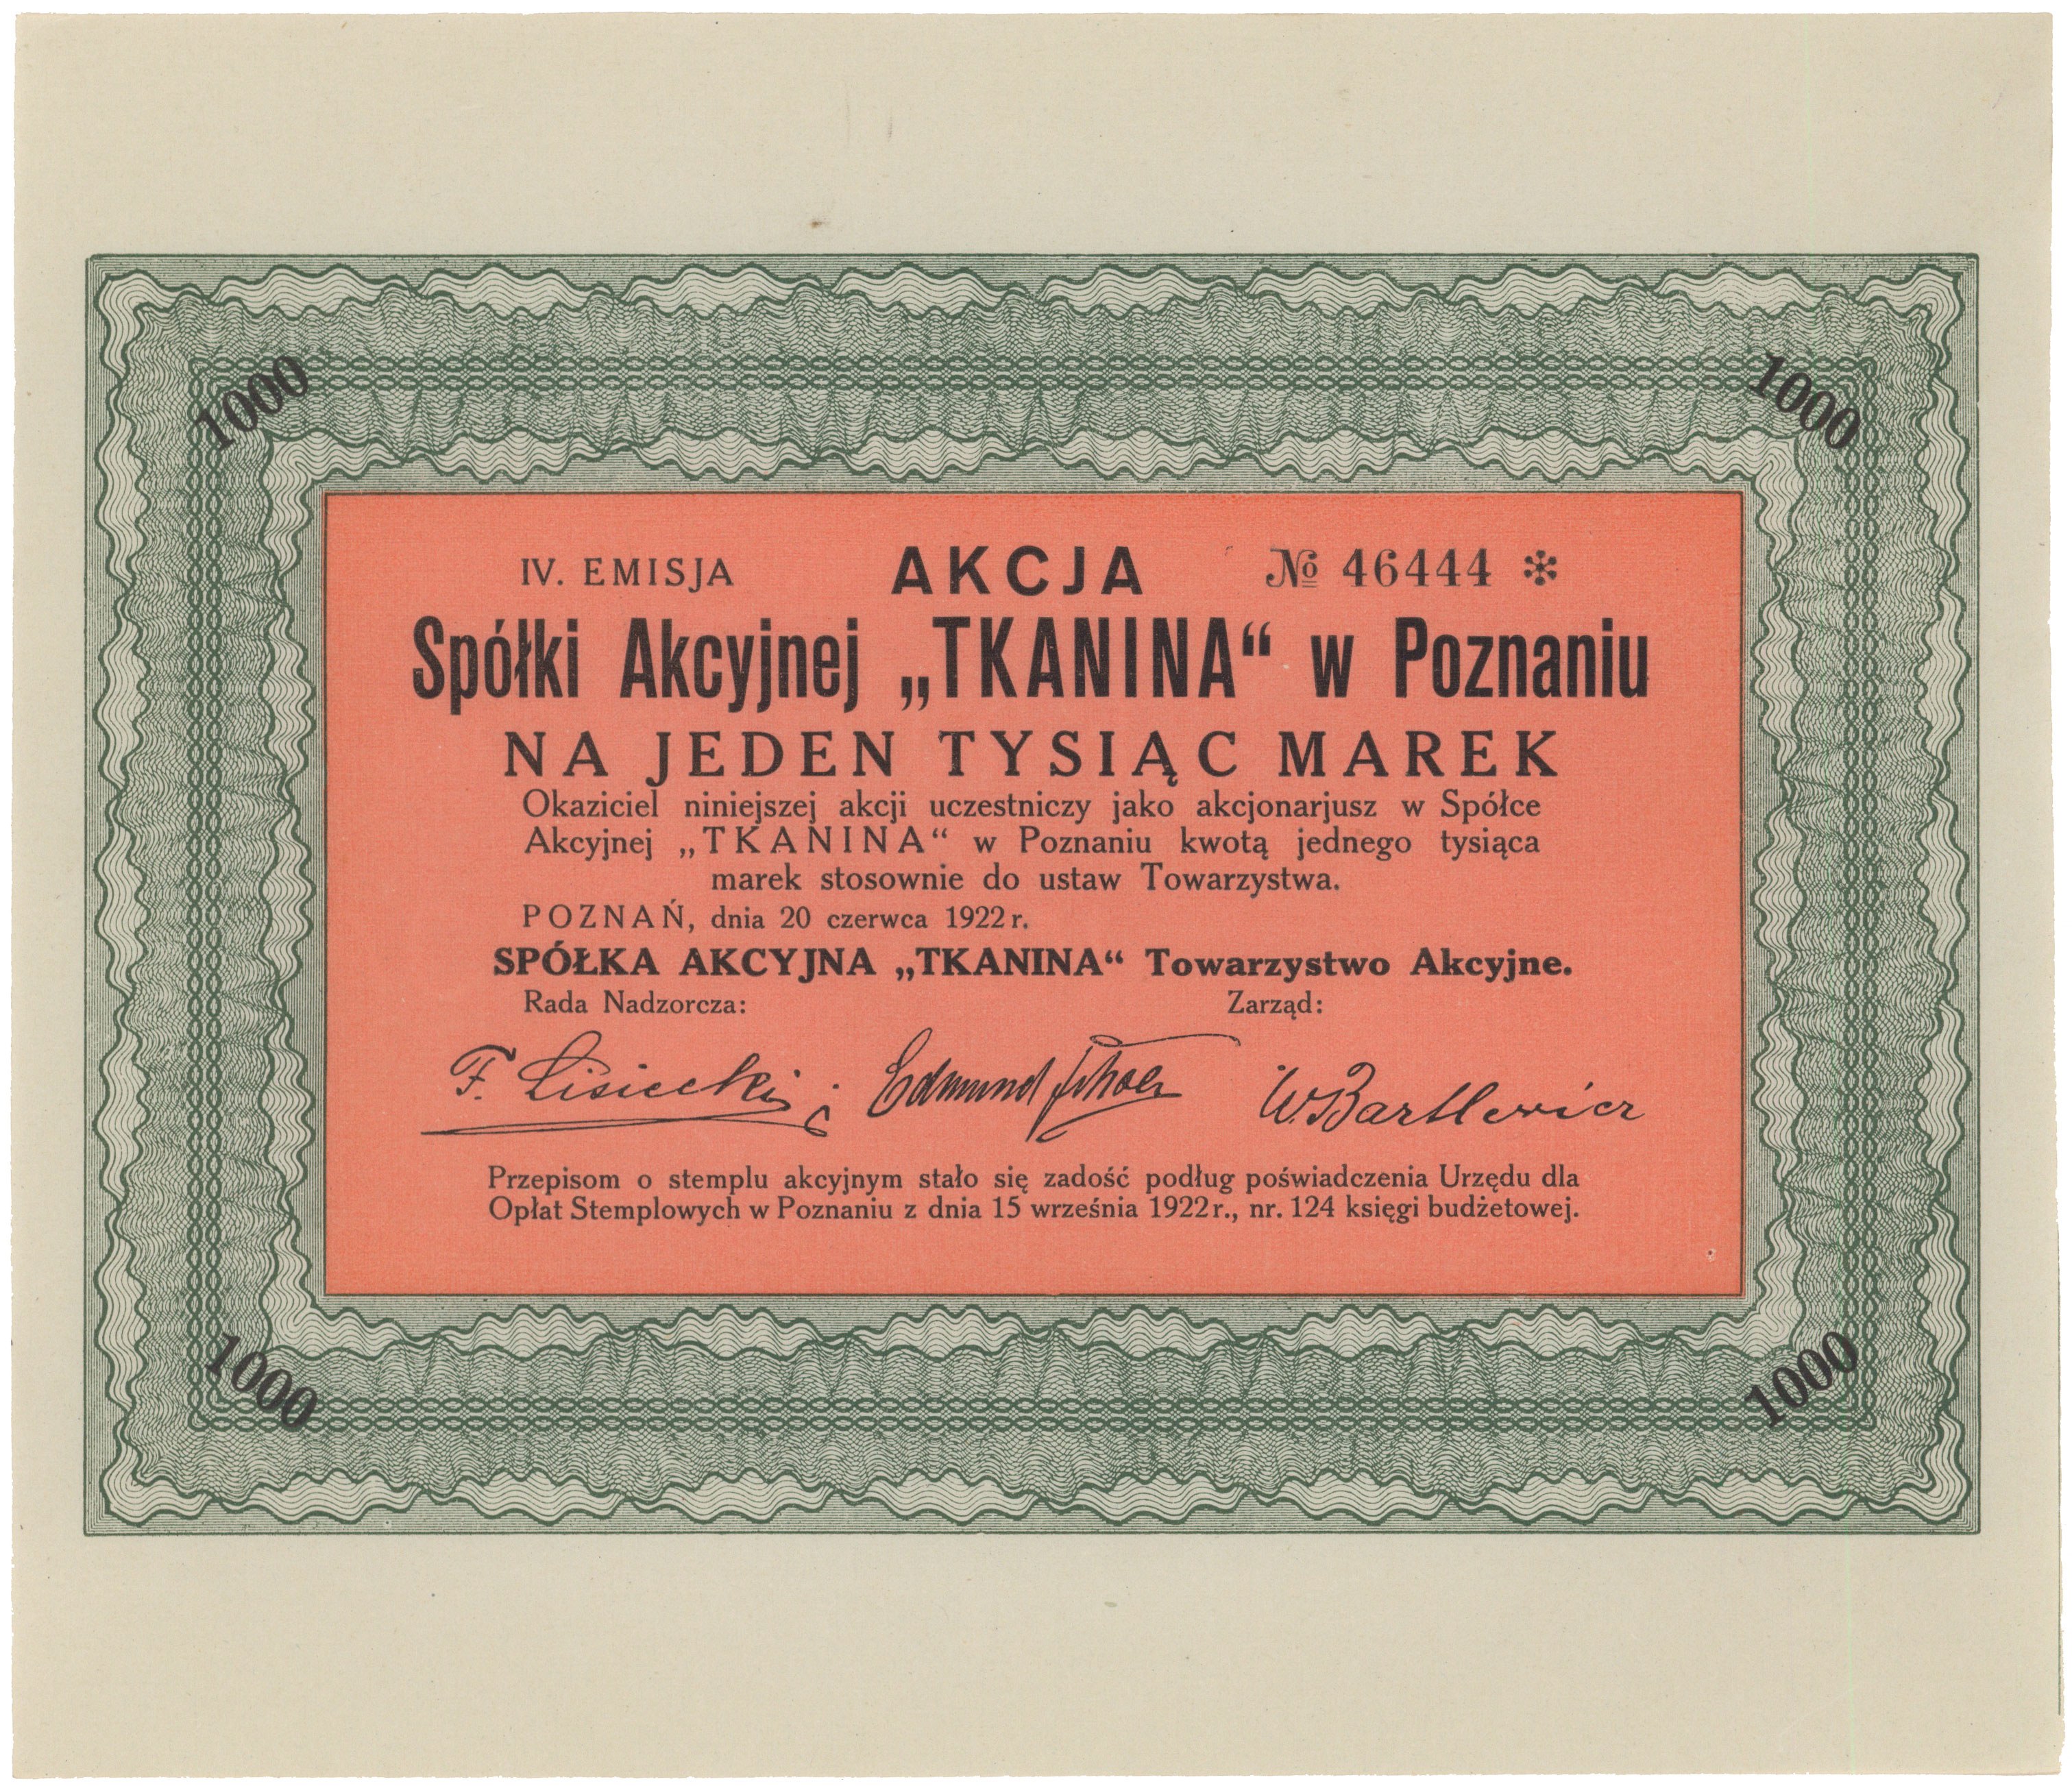 1000
1000
IV. EMISJA AKCJA № 46444 *
Spółki Akcyjnej „TKANINA“ w Poznaniu
NA JEDEN TYSIĄC MAREK
Okaziciel niniejszej akcji uczestniczy jako akcjonarjusz w Spółce
Akcyjnej „TKANINA“ w Poznaniu kwotą jednego tysiąca
marek stosownie do ustaw Towarzystwa.
POZNAŃ, dnia 20 czerwca 1922 r.
SPÓŁKA AKCYJNA „TKANINA“ Towarzystwo Akcyjne.
Rada Nadzorcza: Zarząd:
F. Lisiecki Edmund W. Bartlewicz
Przepisom o stemplu akcyjnym stało się zadość podług poświadczenia Urzędu dla
Opłat Stemplowych w Poznaniu z dnia 15 września 1922 r., nr. 124 księgi budżetowej.
1000
1000